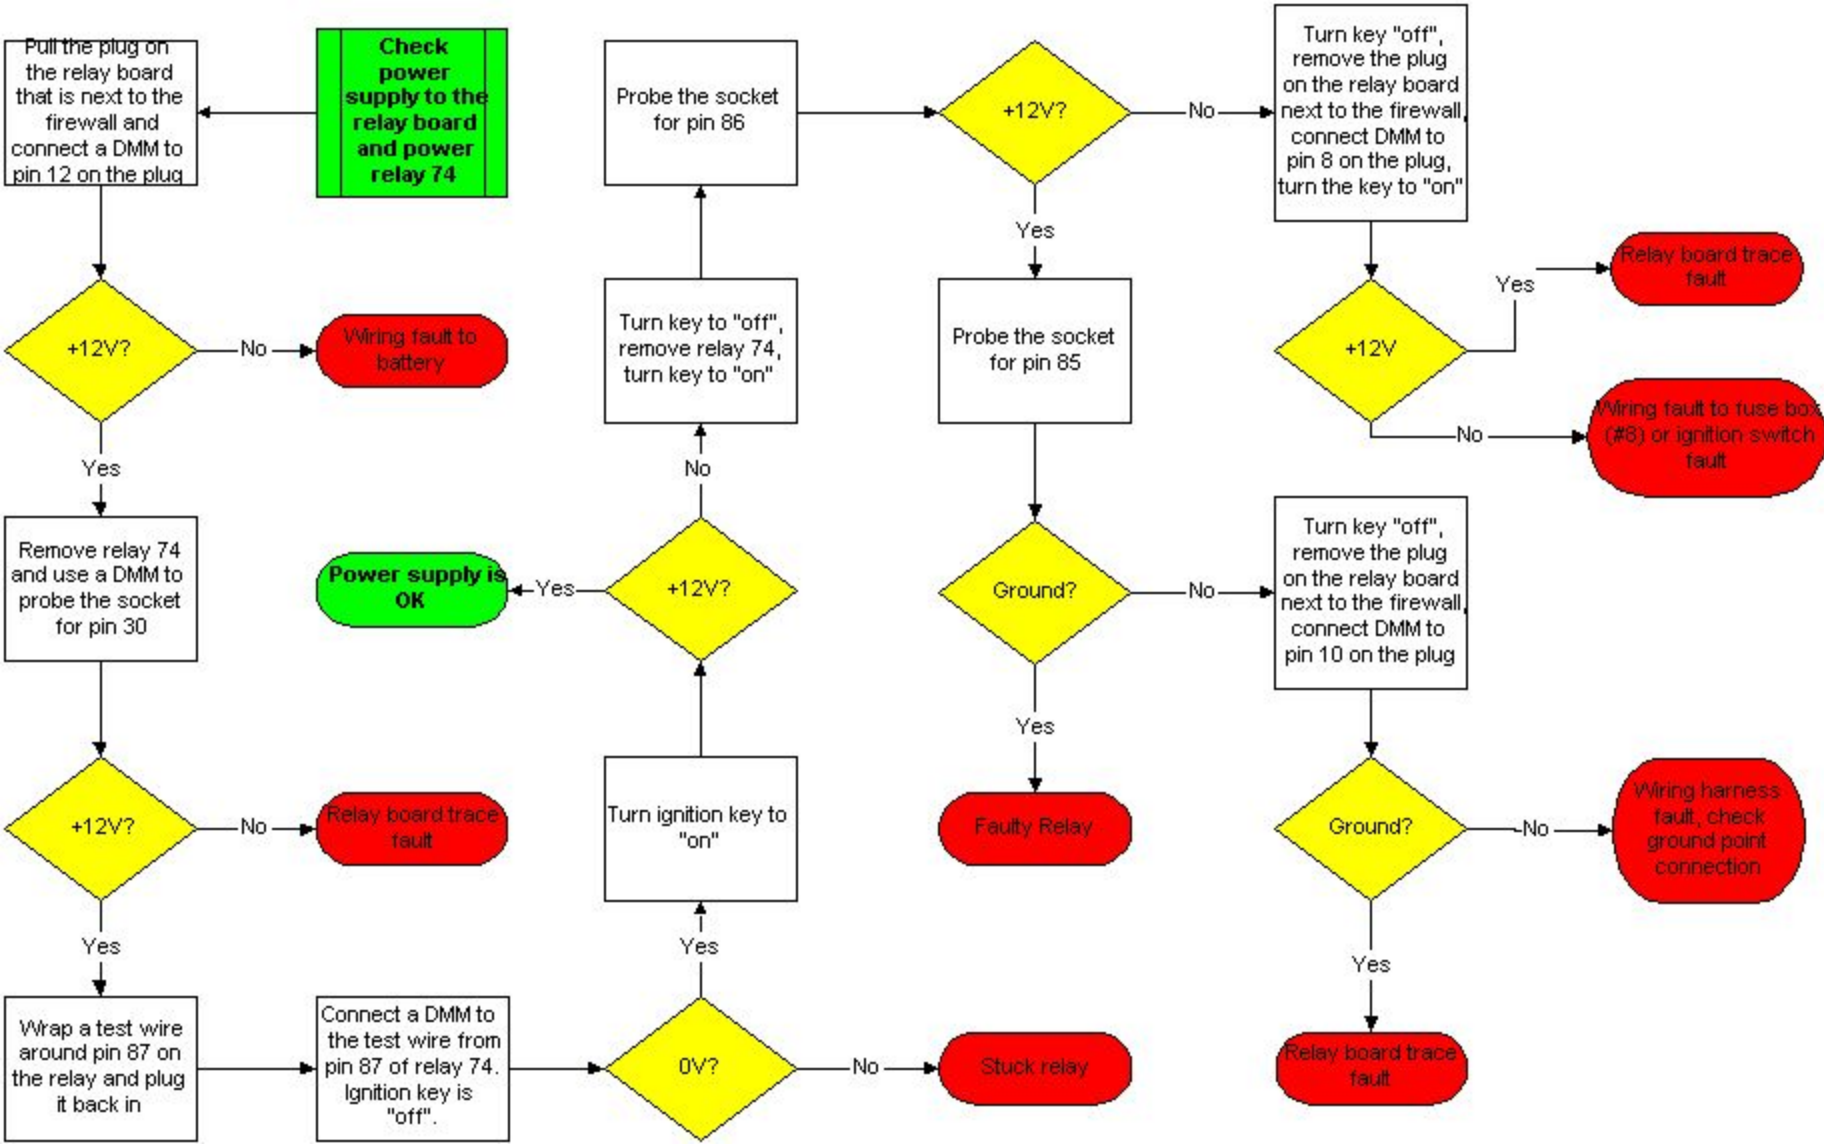 Check
power
supply to the
relay board
and power
relay 74
Pull the plug on
the relay board
that is next to the
firewall and
connect a DMM to
pin 12 on the plug
+12V?
No
Wiring fault to
battery
Yes
Remove relay 74
and use a DMM to
probe the socket
for pin 30
+12V?
No
Relay board trace
fault
Yes
Wrap a test wire
around pin 87 on
the relay and plug
it back in
Connect a DMM to
the test wire from
pin 87 of relay 74.
Ignition key is
"off".
0V?
No
Stuck relay
Yes
Turn ignition key to
"on"
+12V?
Yes
Power supply is
OK
No
Turn key to "off",
remove relay 74,
turn key to "on"
Probe the socket
for pin 86
+12V?
No
Turn key "off",
remove the plug
on the relay board
next to the firewall,
connect DMM to
pin 8 on the plug,
turn the key to "on"
+12V
Yes
Relay board trace
fault
No
Wiring fault to fuse box
(#8) or ignition switch
fault
Yes
Probe the socket
for pin 85
Ground?
No
Turn key "off",
remove the plug
on the relay board
next to the firewall,
connect DMM to
pin 10 on the plug
Yes
Faulty Relay
Ground?
No
Wiring harness
fault, check
ground point
connection
Yes
Relay board trace
fault